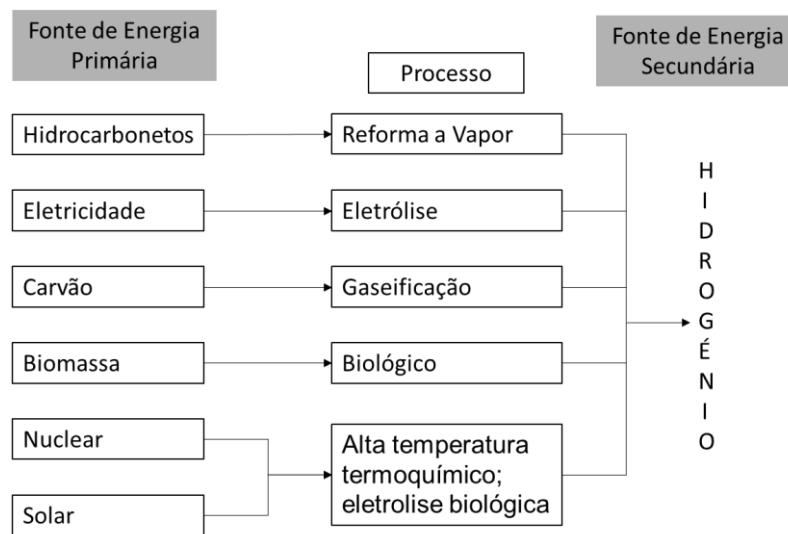 Fonte de Energia
Primária
Processo
Fonte de Energia
Secundária
Hidrocarbonetos
Reforma a Vapor
Eletricidade
Eletrólise
Carvão
Gaseificação
Biomassa
Biológico
Nuclear
Solar
Alta temperatura
termoquímico;
eletrolise biológica
H
I
D
R
O
G
É
N
I
O